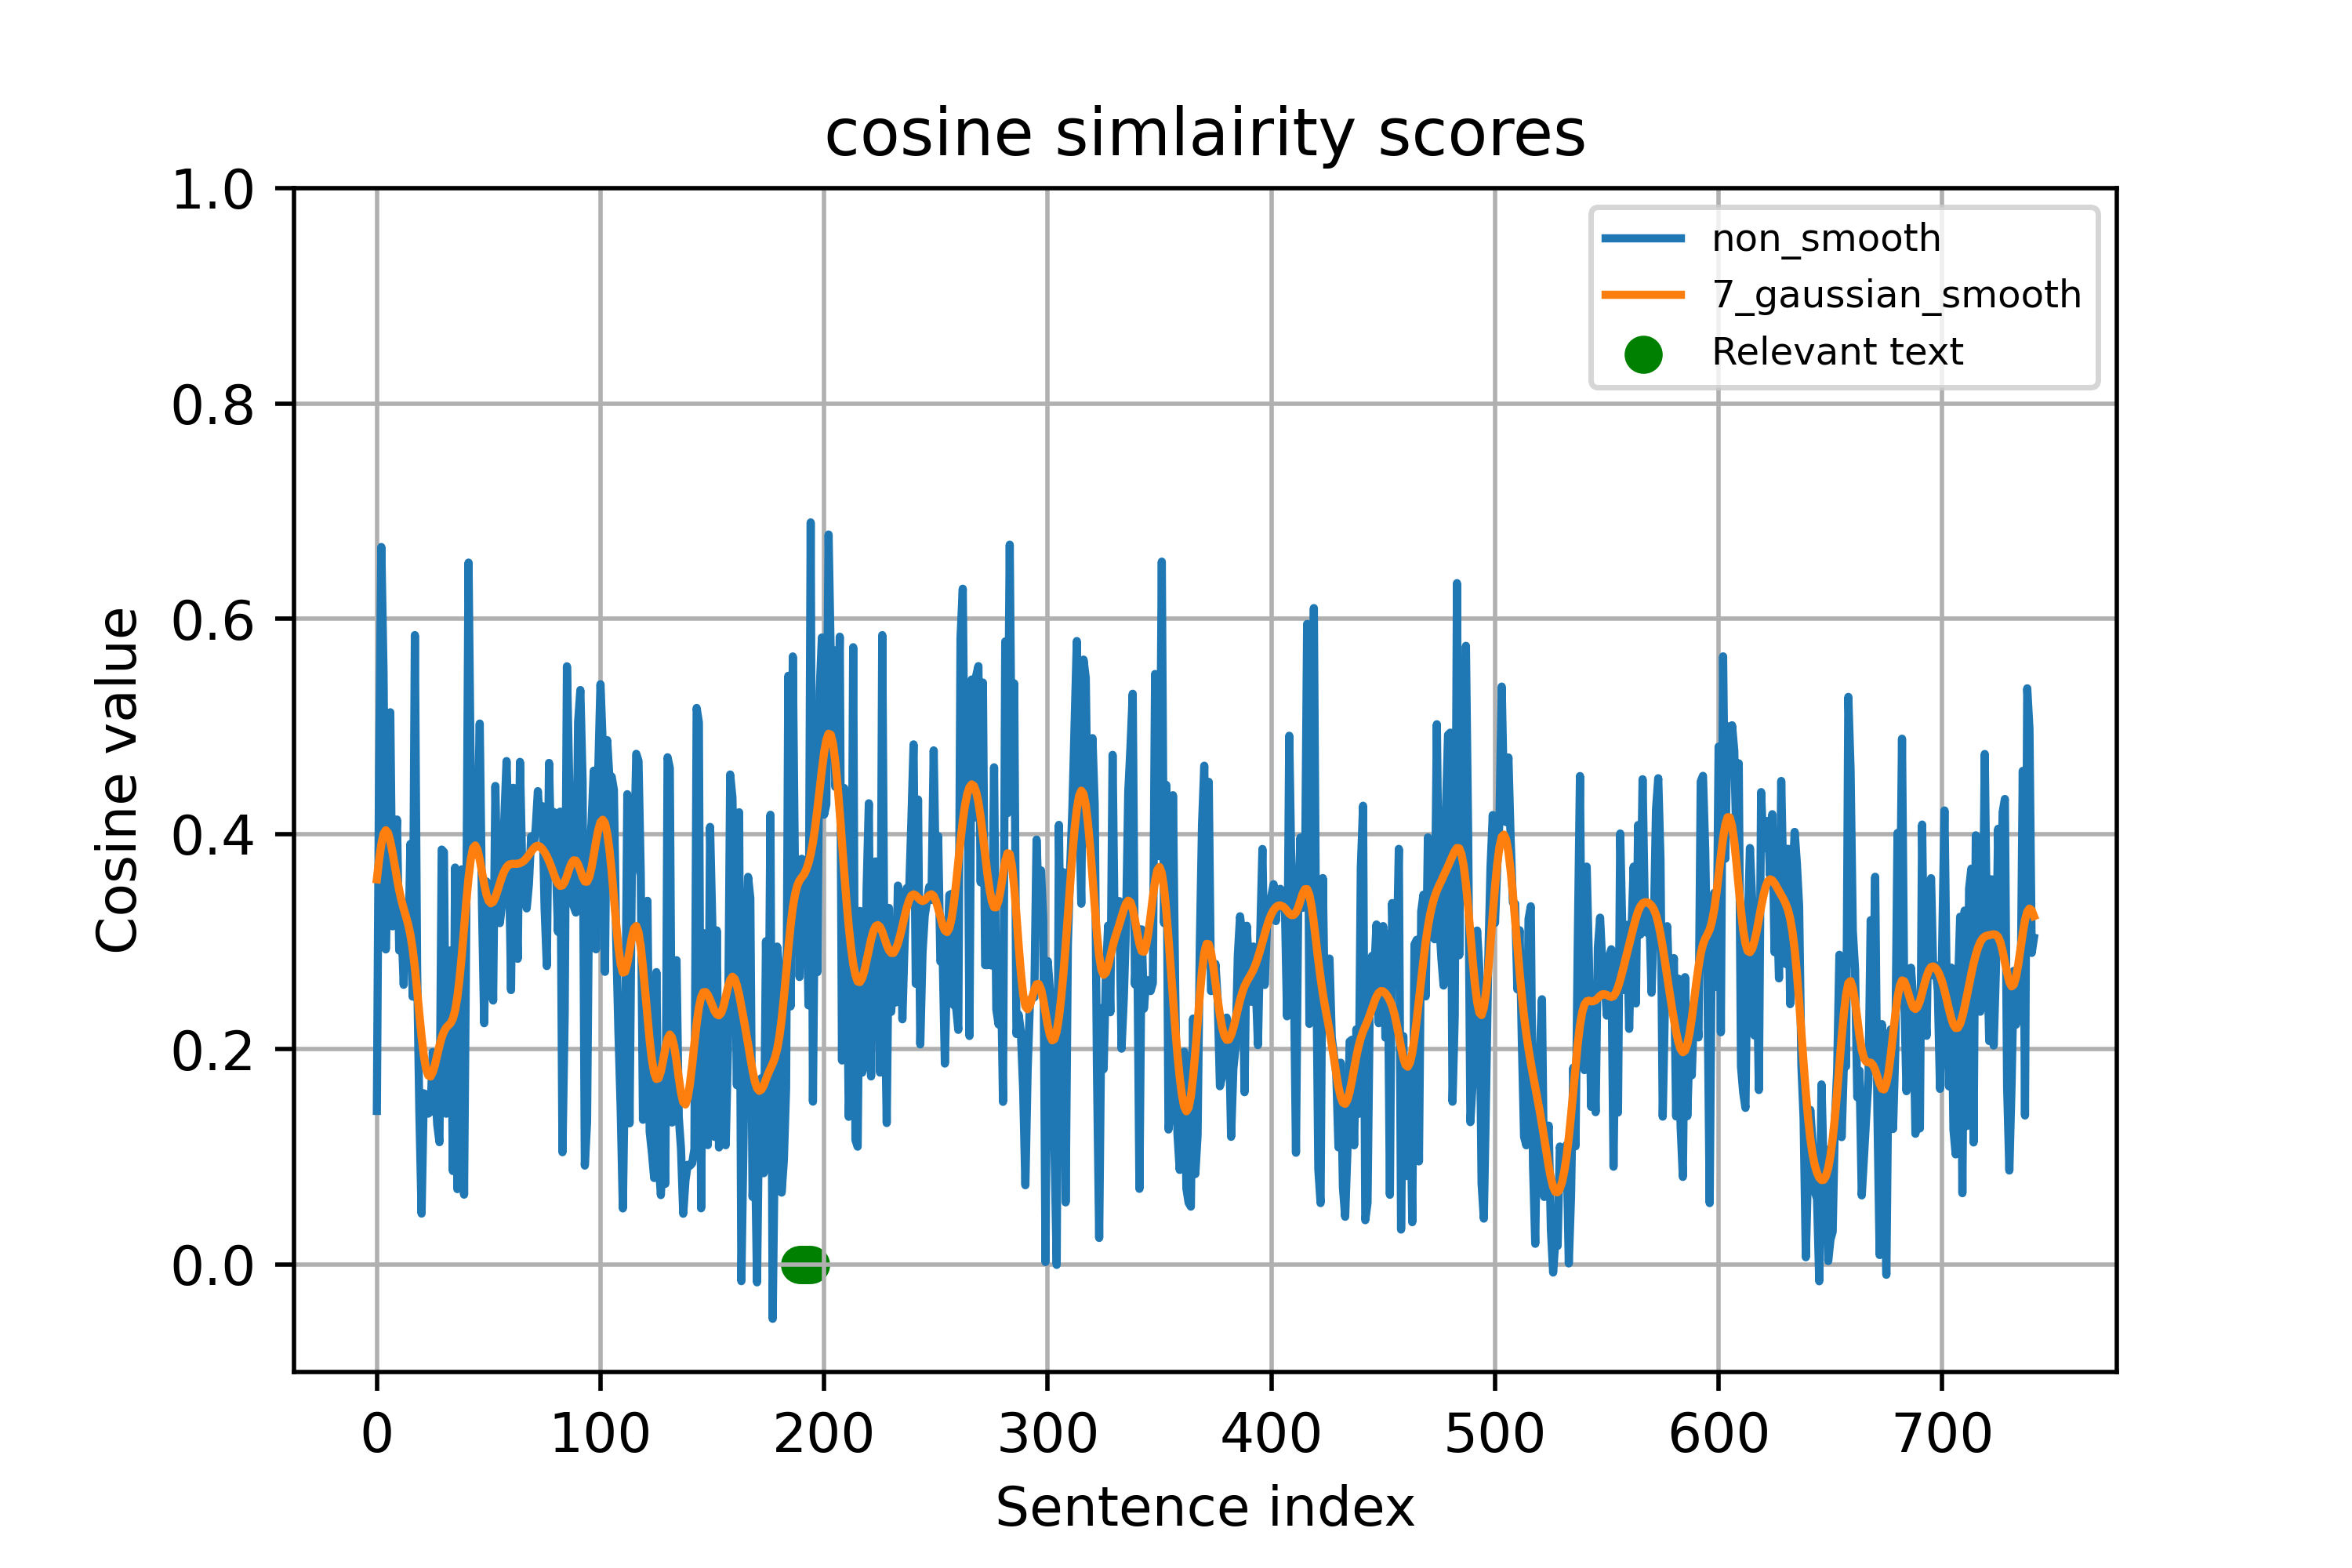 cosine simlairity scores
1.0
0.8
0.6
0.4
0.2
0.0
Cosine value
non_smooth
7_gaussian_smooth
Relevant text
0 100 200 300 400 500 600 700
Sentence index